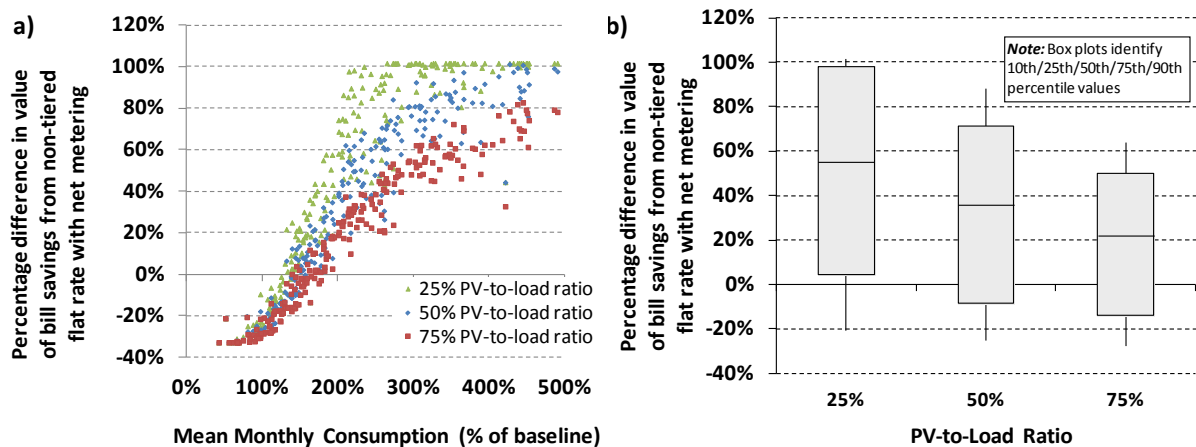 a)
Percentage difference in value
of bill savings from non-tiered
flat rate with net metering
120%
100%
80%
60%
40%
20%
0%
-20%
-40%
0%
100%
200%
300%
400%
500%
25% PV-to-load ratio
50% PV-to-load ratio
75% PV-to-load ratio
Mean Monthly Consumption (% of baseline)
b)
Percentage difference in value
of bill savings from non-tiered
flat rate with net metering
120%
100%
80%
60%
40%
20%
0%
-20%
-40%
Note: Box plots identify
10th/25th/50th/75th/90th
percentile values
25%
50%
75%
PV-to-Load Ratio